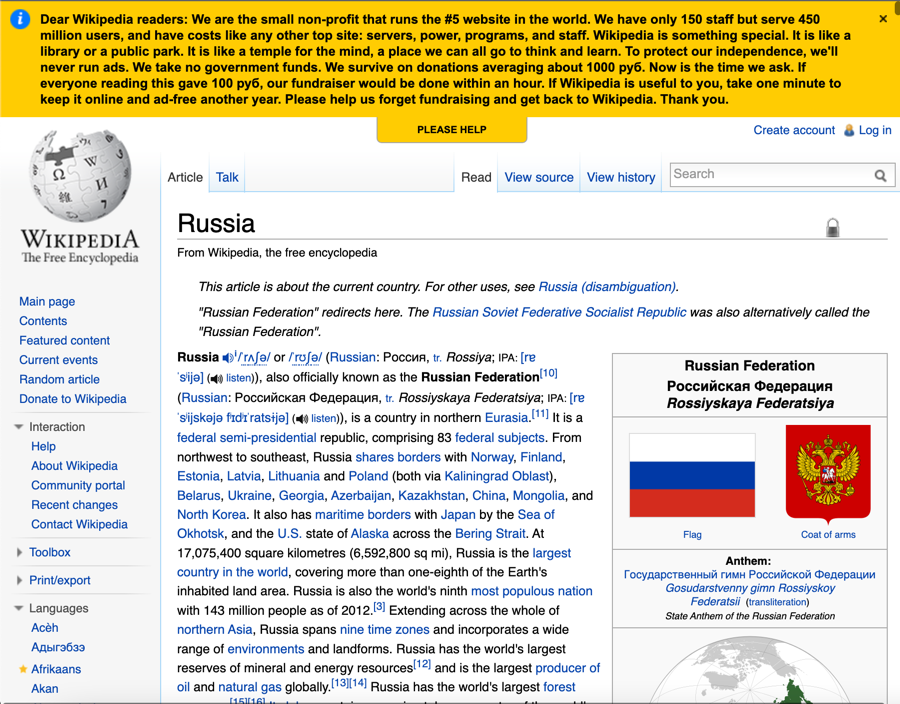 Dear Wikipedia readers: We are the small non-profit that runs the #5 website in the world. We have only 150 staff but serve 450
million users, and have costs like any other top site: servers, power, programs, and staff. Wikipedia is something special. It is like a
library or a public park. It is like a temple for the mind, a place we can all go to think and learn. To protect our independence, we'll
never run ads. We take no government funds. We survive on donations averaging about 1000 руб. Now is the time we ask. If
everyone reading this gave 100 руб, our fundraiser would be done within an hour. If Wikipedia is useful to you, take one minute to
keep it online and ad-free another year. Please help us forget fundraising and get back to Wikipedia. Thank you.
PLEASE HELP
Create account Log in
WIKIPEDIA
The Free Encyclopedia
Article Talk Read View source View history Search
Russia
From Wikipedia, the free encyclopedia
This article is about the current country. For other uses, see Russia (disambiguation).
"Russian Federation" redirects here. The Russian Soviet Federative Socialist Republic was also alternatively called the
"Russian Federation".
Main page
Contents
Featured content
Current events
Random article
Donate to Wikipedia
Interaction
Help
About Wikipedia
Community portal
Recent changes
Contact Wikipedia
Toolbox
Print/export
Languages
Acèh
Адыгэбзэ
Afrikaans
Akan
Russia /ˈrʌʃə/ or /ˈrʊʃə/ (Russian: Россия, tr. Rossiya; IPA: [rɐ
ˈsʲijə] (listen)), also officially known as the Russian Federation[10]
(Russian: Российская Федерация, tr. Rossiyskaya Federatsiya; IPA: [rɐ
ˈsʲijskəjə fʲɪdʲɪˈratsɨjə] (listen)), is a country in northern Eurasia.[11] It is a
federal semi-presidential republic, comprising 83 federal subjects. From
northwest to southeast, Russia shares borders with Norway, Finland,
Estonia, Latvia, Lithuania and Poland (both via Kaliningrad Oblast),
Belarus, Ukraine, Georgia, Azerbaijan, Kazakhstan, China, Mongolia, and
North Korea. It also has maritime borders with Japan by the Sea of
Okhotsk, and the U.S. state of Alaska across the Bering Strait. At
17,075,400 square kilometres (6,592,800 sq mi), Russia is the largest
country in the world, covering more than one-eighth of the Earth's
inhabited land area. Russia is also the world's ninth most populous nation
with 143 million people as of 2012.[3] Extending across the whole of
northern Asia, Russia spans nine time zones and incorporates a wide
range of environments and landforms. Russia has the world's largest
reserves of mineral and energy resources[12] and is the largest producer of
oil and natural gas globally.[13][14] Russia has the world's largest forest
[15][16]
Russian Federation
Российская Федерация
Rossiyskaya Federatsiya
Flag Coat of arms
Anthem:
Государственный гимн Российской Федерации
Gosudarstvenny gimn Rossiyskoy
Federatsii (transliteration)
State Anthem of the Russian Federation